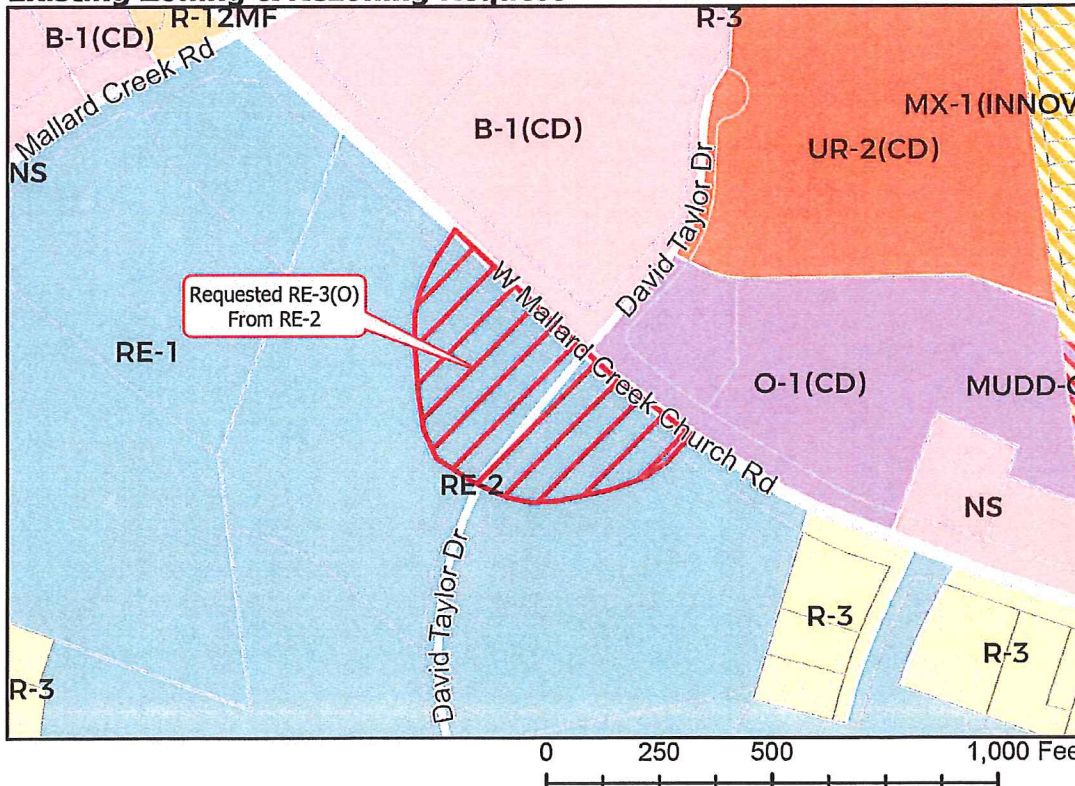 R-12MF
R-3
B-1(CD)
Mallard Creek Rd
B-1(CD)
MX-1(INNOV
UR-2(CD)
NS
David Taylor Dr
W Mallard Creek Church Rd
Requested RE-3(O)
From RE-2
RE-1
O-1(CD)
MUDD-
RE-2
NS
David Taylor Dr
R-3
R-3
R-3
0 250 500 1,000 Fee